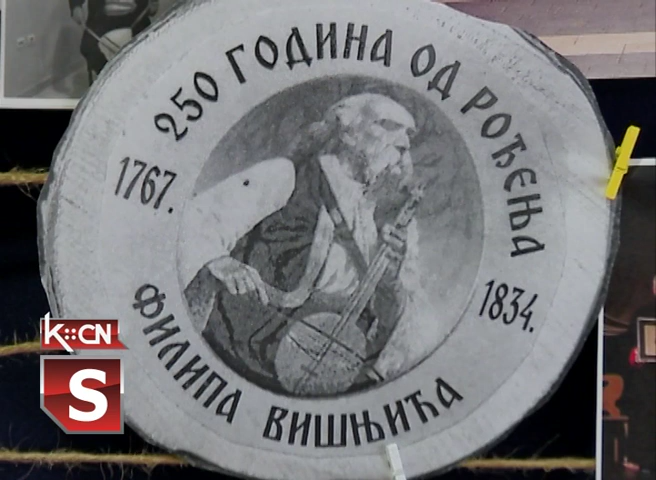 250 ГОДИНА ОД РОЂЕЊА
1767.
1834.
ФИЛИПА ВИШЊИЋА
K::CN
S